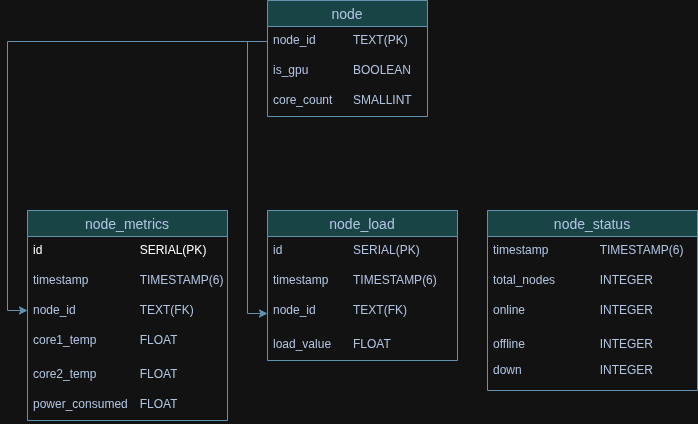 node
node_id TEXT(PK)
is_gpu BOOLEAN
core_count SMALLINT
node_metrics
id SERIAL(PK)
timestamp TIMESTAMP(6)
node_id TEXT(FK)
core1_temp FLOAT
core2_temp FLOAT
power_consumed FLOAT
node_load
id SERIAL(PK)
timestamp TIMESTAMP(6)
node_id TEXT(FK)
load_value FLOAT
node_status
timestamp TIMESTAMP(6)
total_nodes INTEGER
online INTEGER
offline INTEGER
down INTEGER